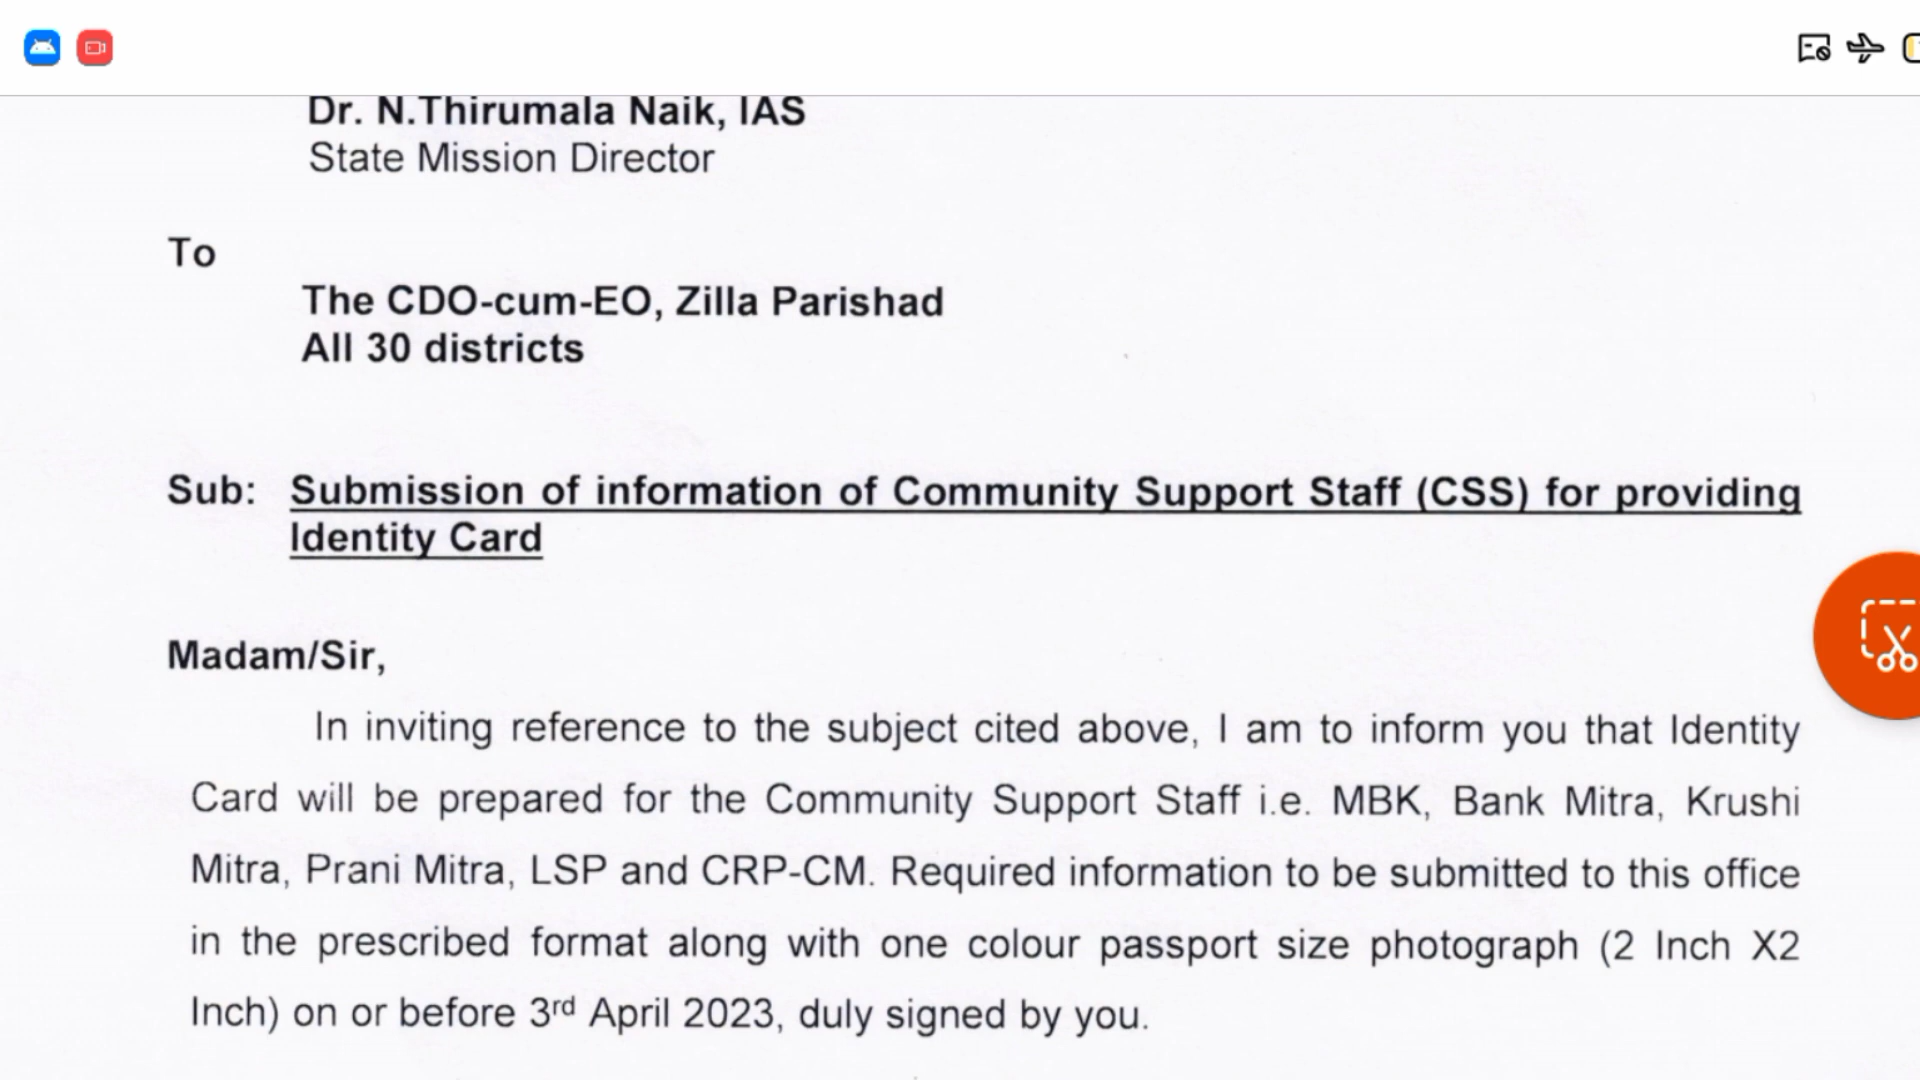 Dr. N.Thirumala Naik, IAS
State Mission Director
To
The CDO-cum-EO, Zilla Parishad
All 30 districts
Sub: Submission of information of Community Support Staff (CSS) for providing
Identity Card
Madam/Sir,
In inviting reference to the subject cited above, I am to inform you that Identity
Card will be prepared for the Community Support Staff i.e. MBK, Bank Mitra, Krushi
Mitra, Prani Mitra, LSP and CRP-CM. Required information to be submitted to this office
in the prescribed format along with one colour passport size photograph (2 Inch X2
Inch) on or before 3rd April 2023, duly signed by you.